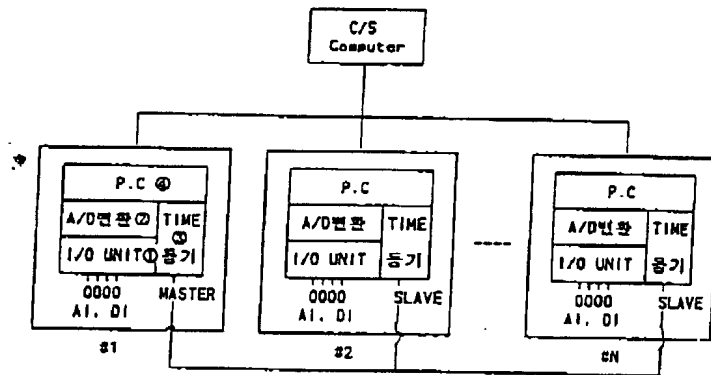 C/S
Computer
P.C ④
A/D변환② TIME
③
I/O UNIT① 동기
0000 MASTER
AI. DI
#1
P.C
A/D변환 TIME
I/O UNIT 동기
0000 SLAVE
AI. DI
#2
P.C
A/D변환 TIME
I/O UNIT 동기
0000 SLAVE
AI. DI
#N